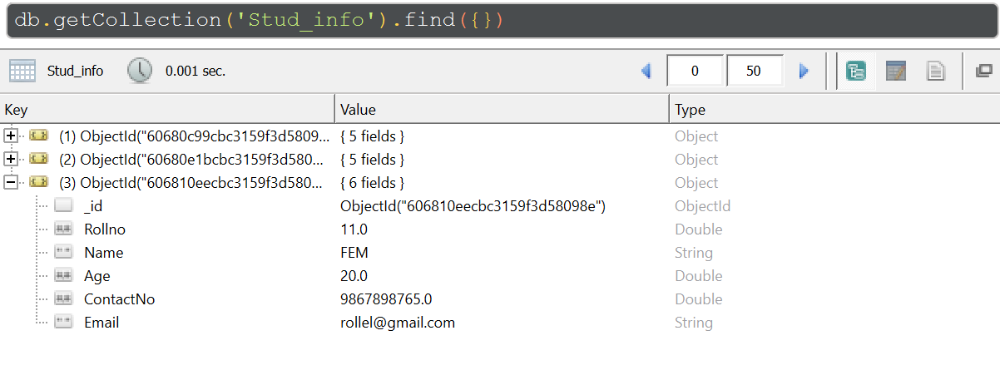 db.getCollection('Stud_info').find({})
Stud_info 0.001 sec. 0 50
Key Value Type
(1) ObjectId("60680c99cbc3159f3d5809... { 5 fields } Object
(2) ObjectId("60680e1bcbc3159f3d580... { 5 fields } Object
(3) ObjectId("606810eecbc3159f3d580... { 6 fields } Object
_id ObjectId("606810eecbc3159f3d58098e") ObjectId
Rollno 11.0 Double
Name FEM String
Age 20.0 Double
ContactNo 9867898765.0 Double
Email rollel@gmail.com String